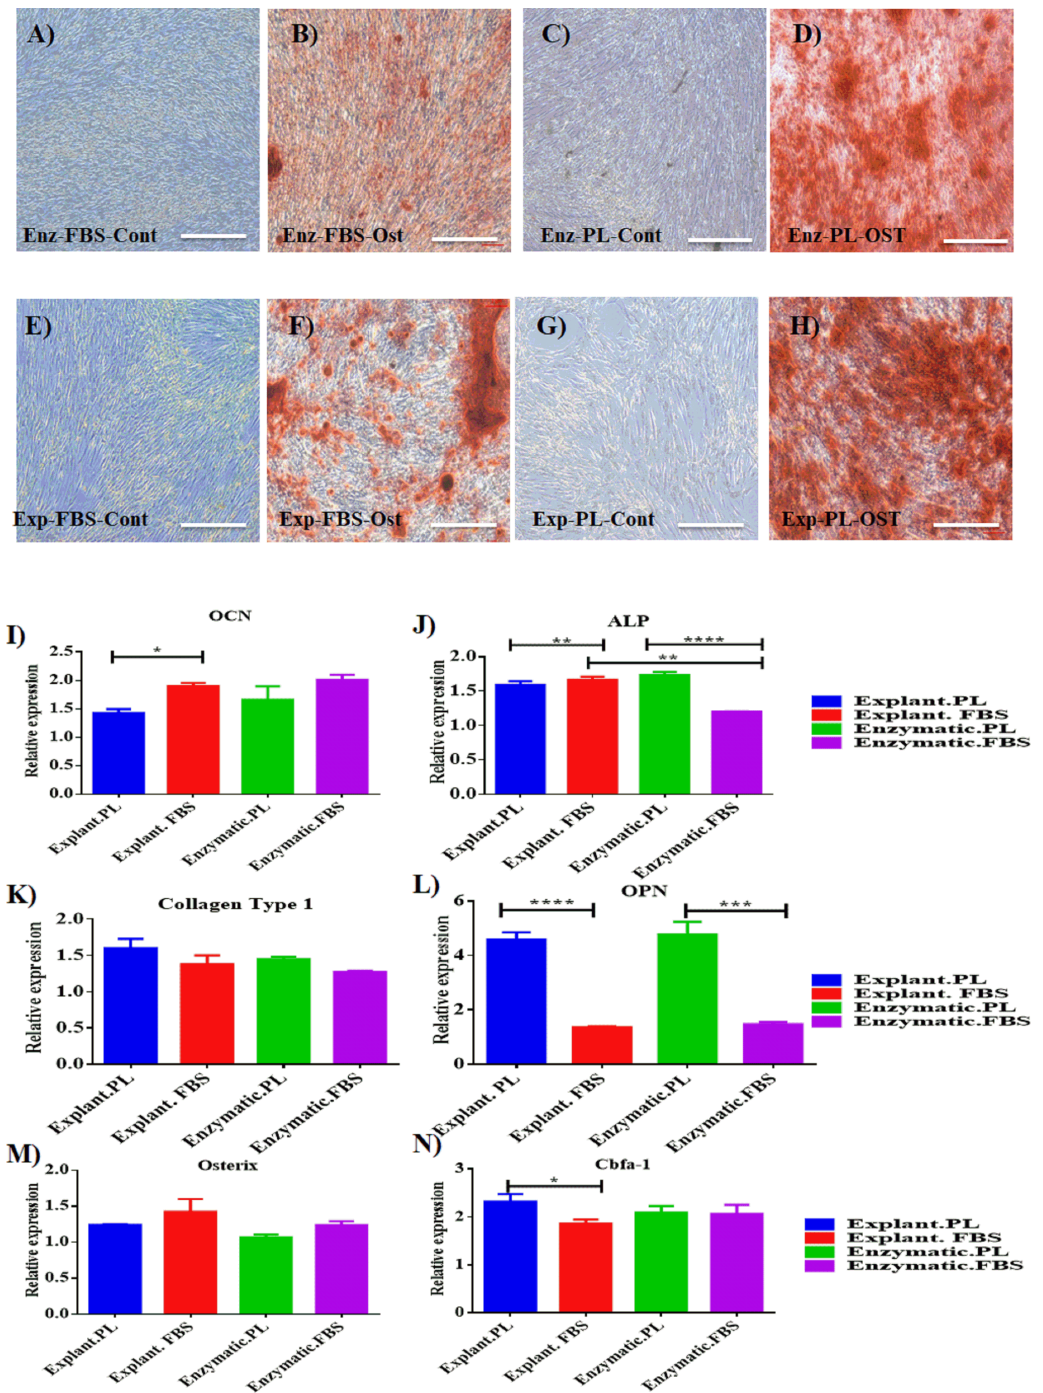 A) B) C) D)
Enz-FBS-Cont Enz-FBS-Ost Enz-PL-Cont Enz-PL-OST
E) F) G) H)
Exp-FBS-Cont Exp-FBS-Ost Exp-PL-Cont Exp-PL-OST
I)
OCN
*
Relative expression
2.5
2.0
1.5
1.0
0.5
0.0
Explant.PL
Explant. FBS
Enzymatic.PL
Enzymatic.FBS
J)
ALP
** ****
**
Relative expression
2.0
1.5
1.0
0.5
0.0
Explant.PL
Explant. FBS
Enzymatic.PL
Enzymatic.FBS
Explant.PL
Explant. FBS
Enzymatic.PL
Enzymatic.FBS
K)
Collagen Type 1
Relative expression
2.0
1.5
1.0
0.5
0.0
Explant.PL
Explant. FBS
Enzymatic.PL
Enzymatic.FBS
L)
OPN
**** ***
Relative expression
6
4
2
0
Explant. PL
Explant. FBS
Enzymatic.PL
Enzymatic.FBS
Explant.PL
Explant. FBS
Enzymatic.PL
Enzymatic.FBS
M)
Osterix
Relative expression
2.0
1.5
1.0
0.5
0.0
Explant.PL
Explant. FBS
Enzymatic.PL
Enzymatic.FBS
N)
Cbfa-1
*
Relative expression
3
2
1
0
Explant.PL
Explant. FBS
Enzymatic.PL
Enzymatic.FBS
Explant.PL
Explant. FBS
Enzymatic.PL
Enzymatic.FBS